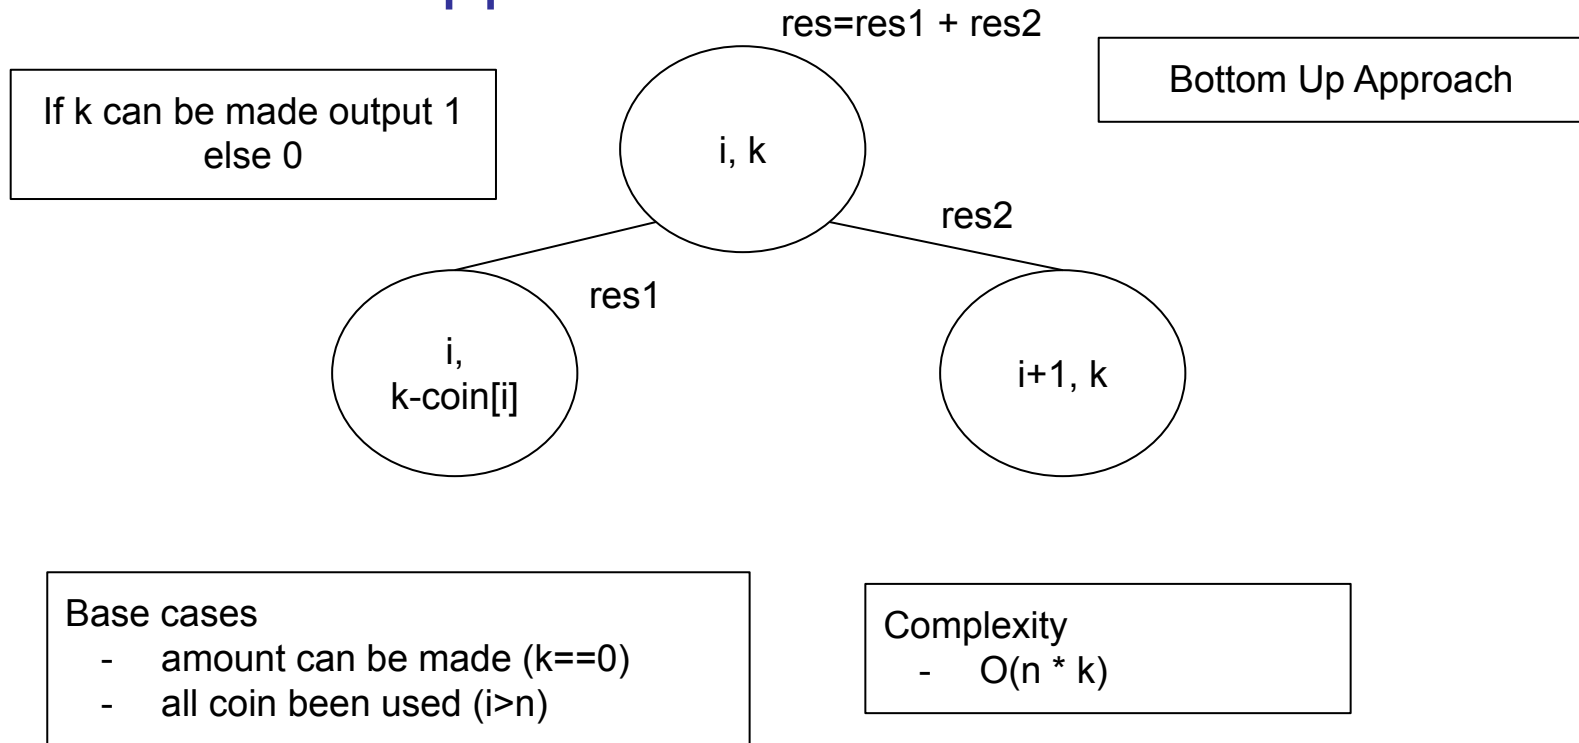 res=res1 + res2
If k can be made output 1
else 0
Bottom Up Approach
i, k
res2
res1
i,
k-coin[i]
i+1, k
Base cases
- amount can be made (k==0)
- all coin been used (i>n)
Complexity
- O(n * k)